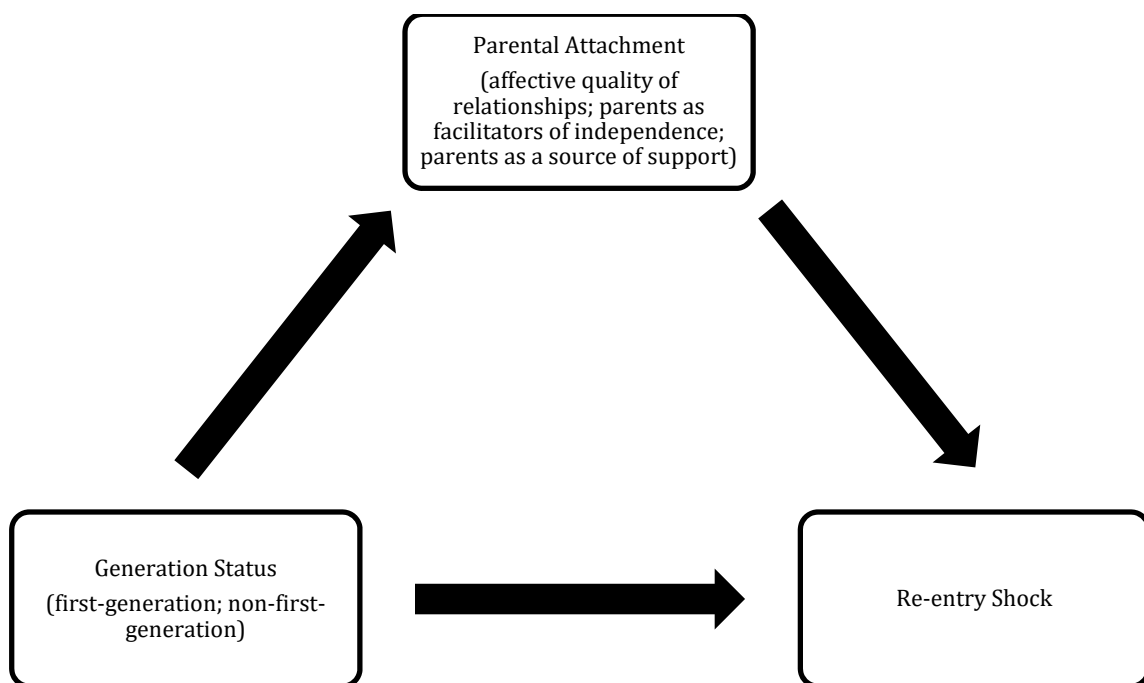 Parental Attachment
(affective quality of
relationships; parents as
facilitators of independence;
parents as a source of support)
Generation Status
(first-generation; non-first-
generation)
Re-entry Shock